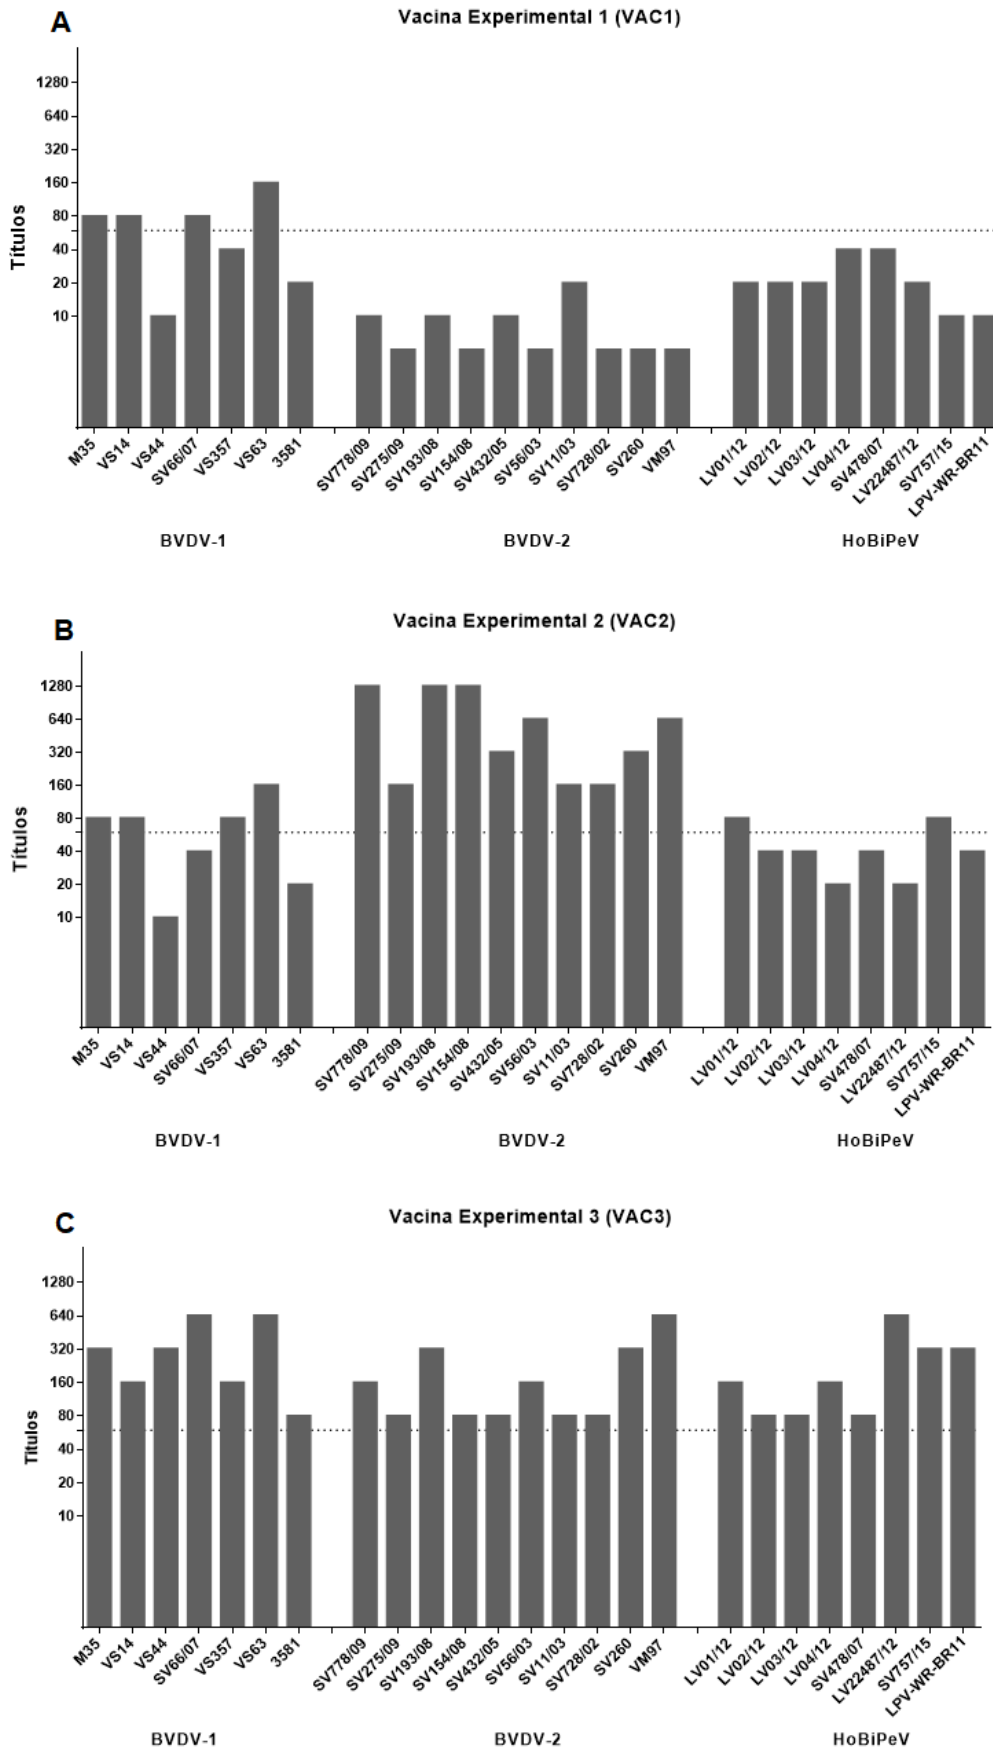 A
Vacina Experimental 1 (VAC1)
Títulos
1280
640
320
160
80
40
20
10
M35 VS14 VS44 SV66/07 VS357 VS63 3581 SV778/09 SV275/09 SV193/08 SV154/08 SV432/05 SV56/03 SV11/03 SV728/02 SV260 VM97 LV01/12 LV02/12 LV03/12 LV04/12 SV478/07 LV22487/12 SV757/15 LPV-WR-BR11
BVDV-1 BVDV-2 HoBiPeV
B
Vacina Experimental 2 (VAC2)
Títulos
1280
640
320
160
80
40
20
10
M35 VS14 VS44 SV66/07 VS357 VS63 3581 SV778/09 SV275/09 SV193/08 SV154/08 SV432/05 SV56/03 SV11/03 SV728/02 SV260 VM97 LV01/12 LV02/12 LV03/12 LV04/12 SV478/07 LV22487/12 SV757/15 LPV-WR-BR11
BVDV-1 BVDV-2 HoBiPeV
C
Vacina Experimental 3 (VAC3)
Títulos
1280
640
320
160
80
40
20
10
M35 VS14 VS44 SV66/07 VS357 VS63 3581 SV778/09 SV275/09 SV193/08 SV154/08 SV432/05 SV56/03 SV11/03 SV728/02 SV260 VM97 LV01/12 LV02/12 LV03/12 LV04/12 SV478/07 LV22487/12 SV757/15 LPV-WR-BR11
BVDV-1 BVDV-2 HoBiPeV